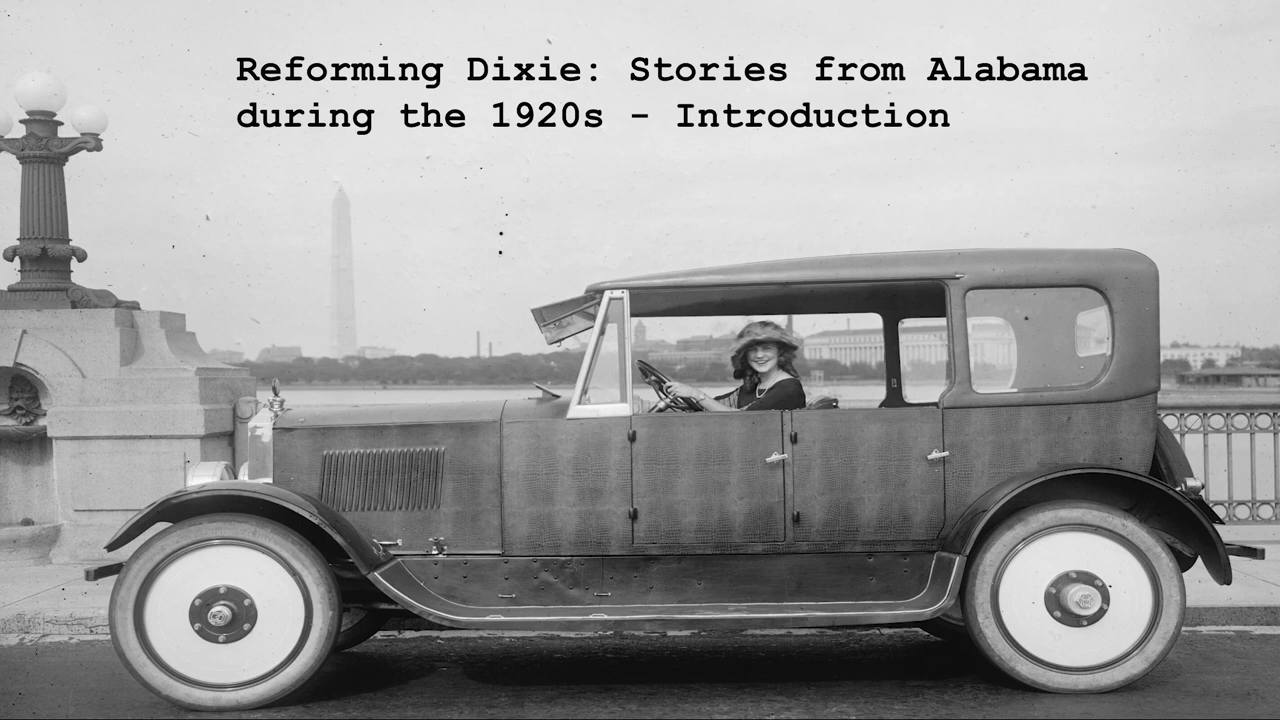 Reforming Dixie: Stories from Alabama
during the 1920s - Introduction